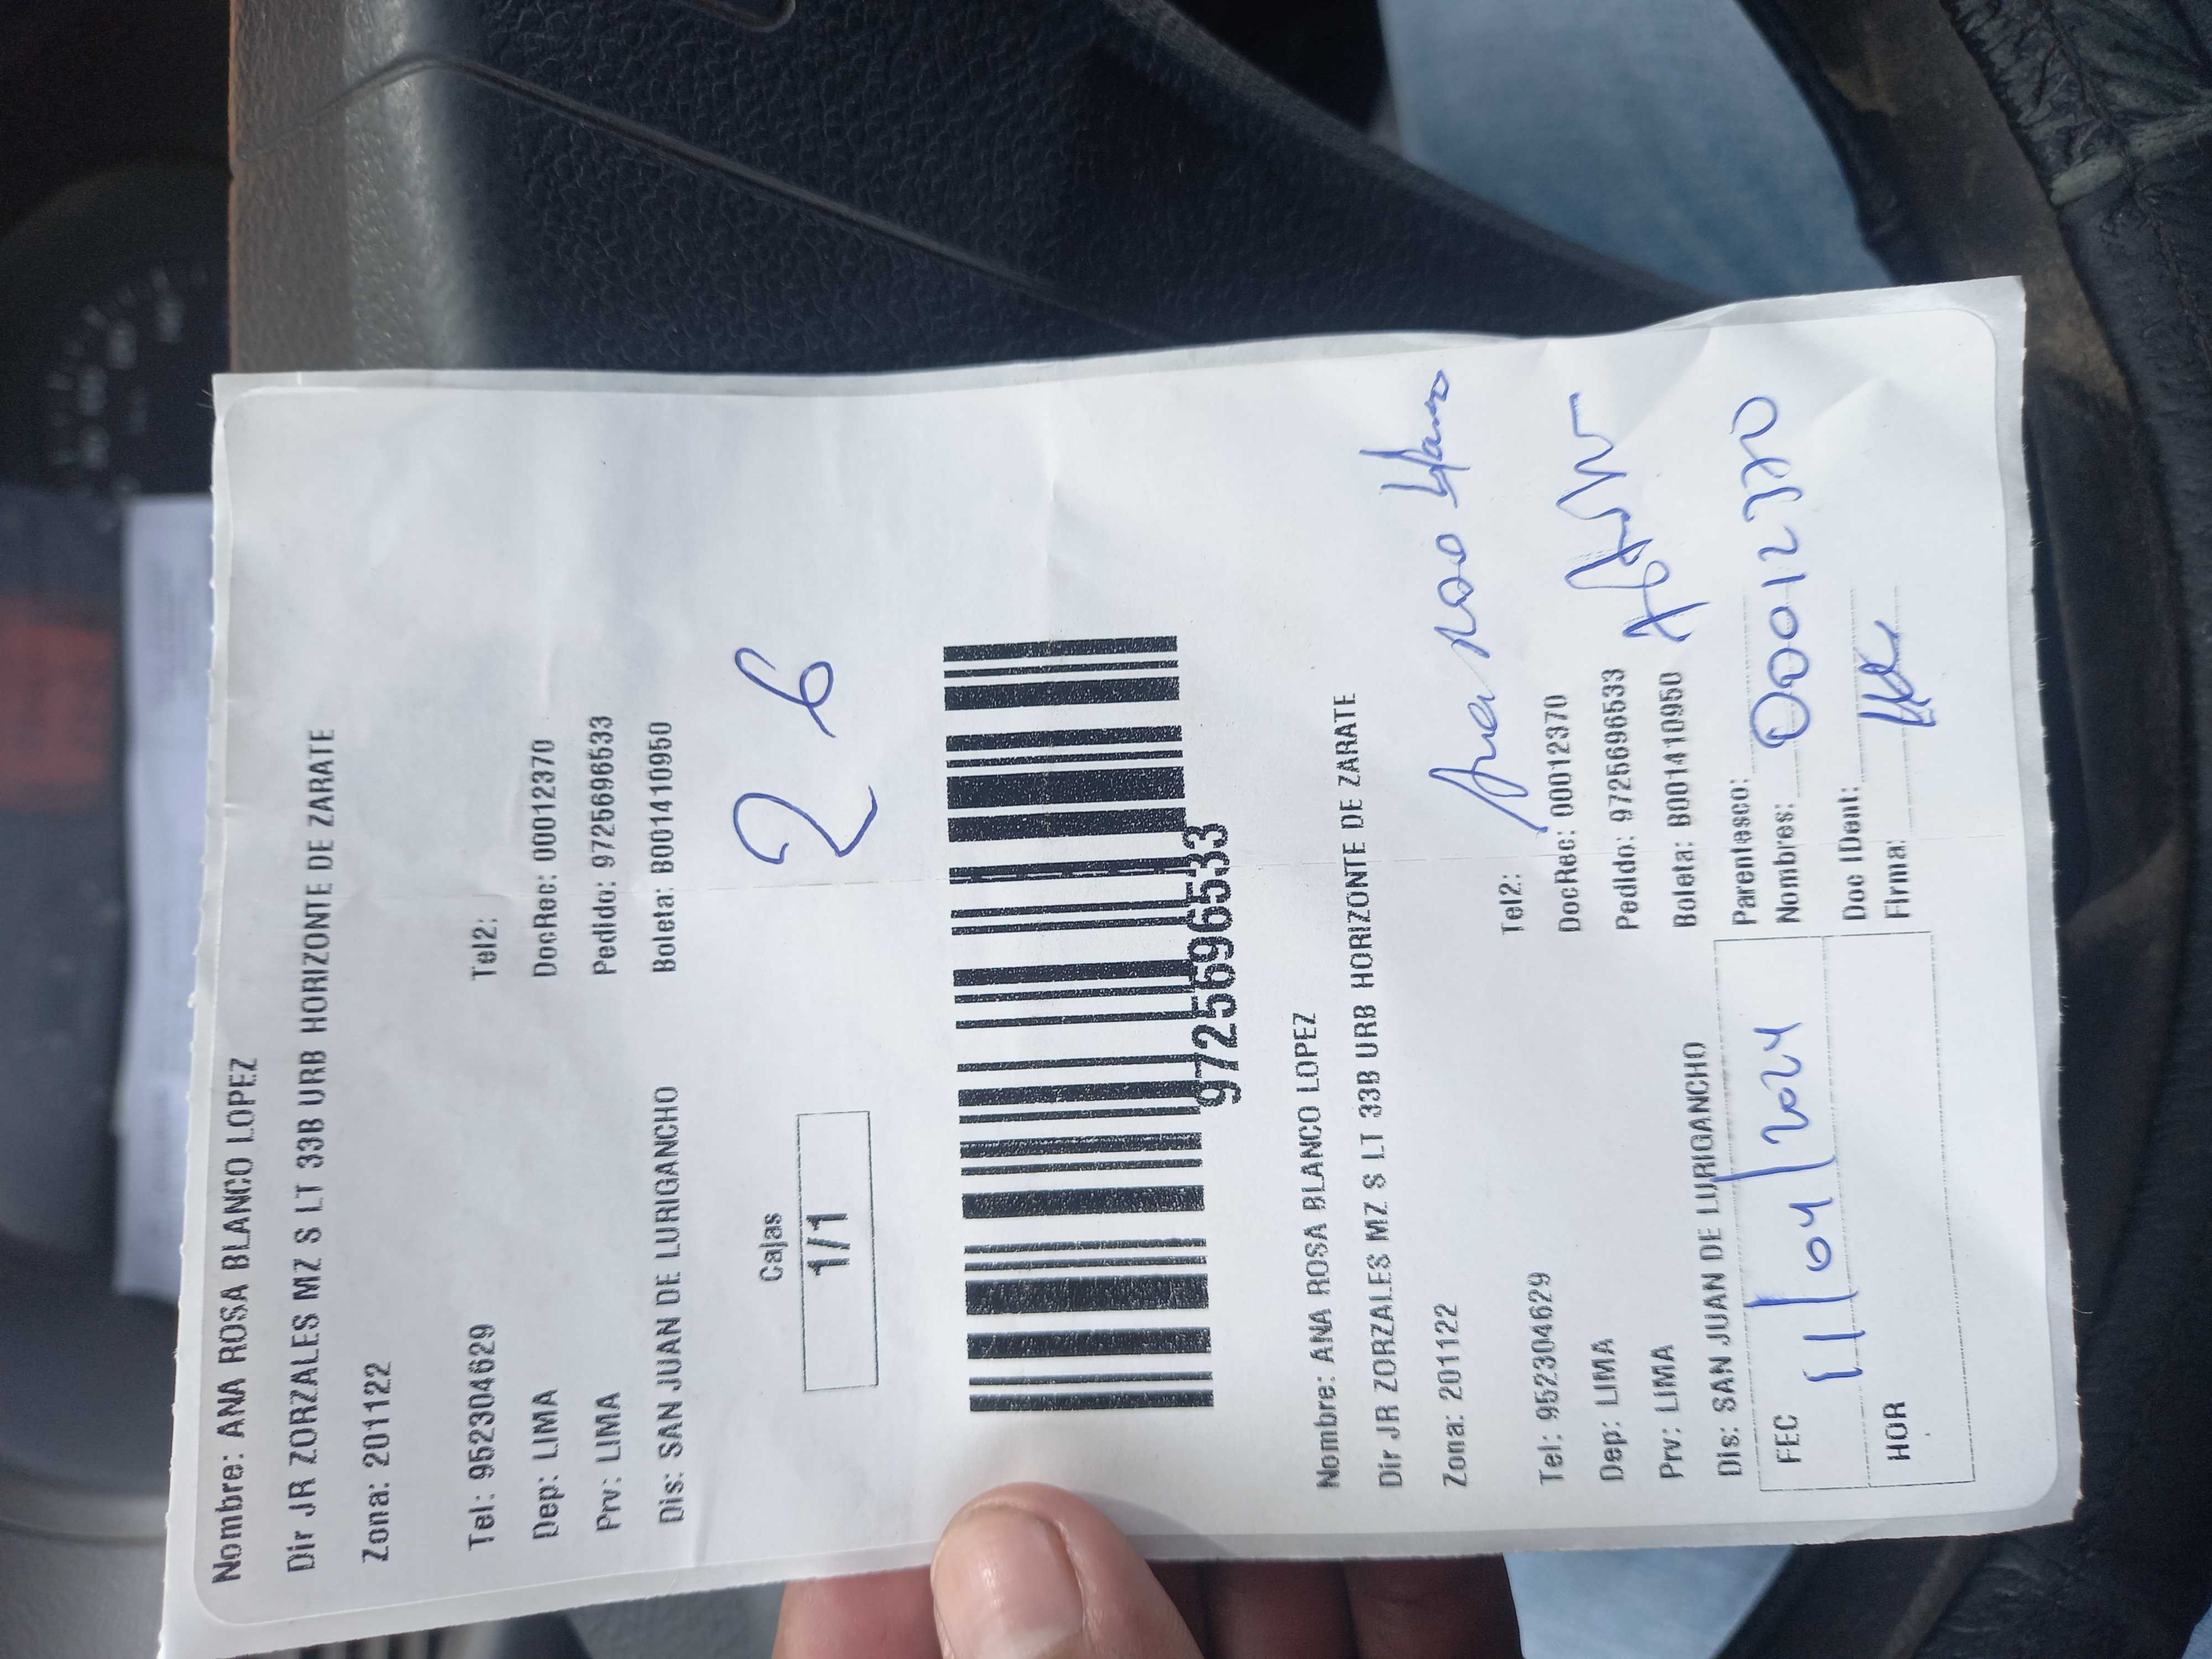 Nombre: ANA ROSA BLANCO LOPEZ
Dir JR ZORZALES MZ S LT 33B URB HORIZONTE DE ZARATE
Zona: 201122
Tel: 952304629 Tel2:
Dep: LIMA DocRec: 00012370
Prv: LIMA Pedido: 9725696533
Dis: SAN JUAN DE LURIGANCHO Boleta: B001410950
Cajas
1/1
26
9725696533
Nombre: ANA ROSA BLANCO LOPEZ
Dir JR ZORZALES MZ S LT 33B URB HORIZONTE DE ZARATE
Zona: 201122
Tel: 952304629 Tel2:
Dep: LIMA DocRec: 00012370
Prv: LIMA Pedido: 9725696533
Dis: SAN JUAN DE LURIGANCHO Boleta: B001410950
FEC 11/04/2024
HOR
Parentesco:
Nombres: 00012370
Doc IDent:
Firma: